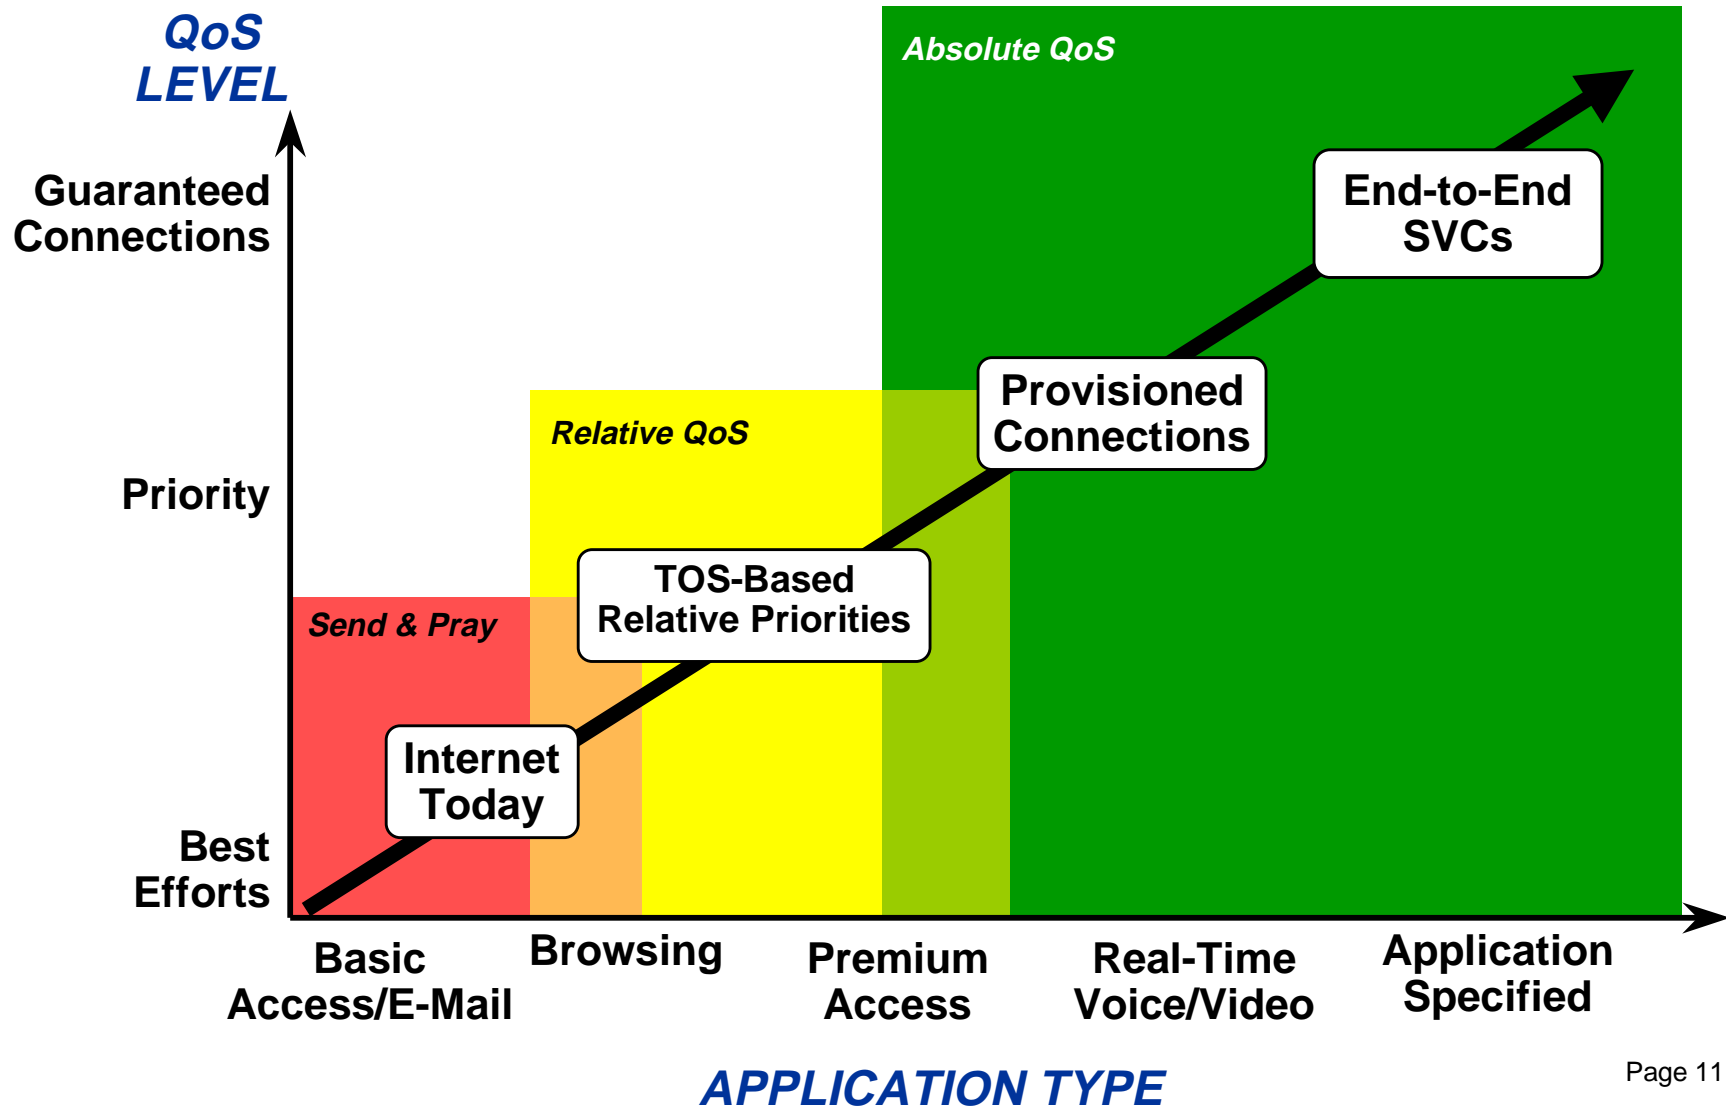 QoS
LEVEL
Absolute QoS
Guaranteed
Connections
End-to-End
SVCs
Provisioned
Connections
Relative QoS
Priority
TOS-Based
Relative Priorities
Send & Pray
Internet
Today
Best
Efforts
Basic
Access/E-Mail
Browsing
Premium
Access
Real-Time
Voice/Video
Application
Specified
APPLICATION TYPE
Page 11